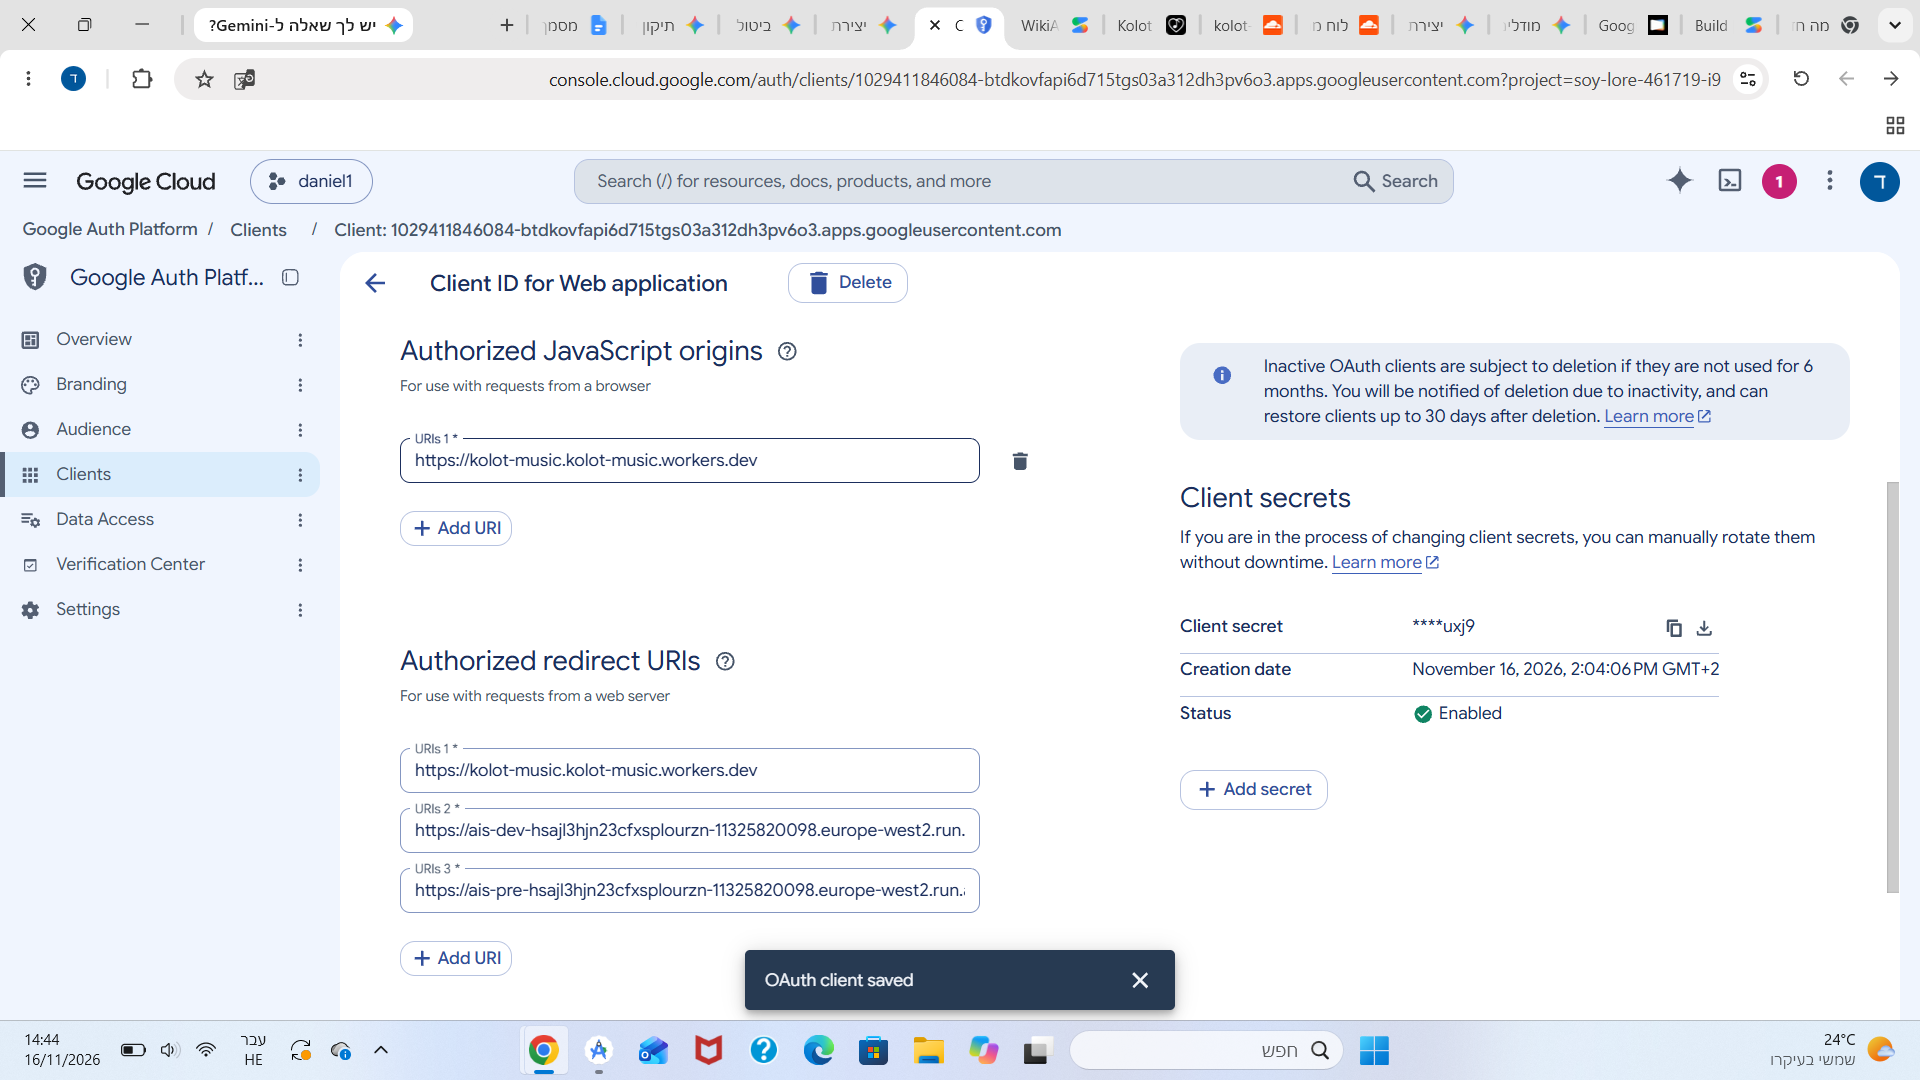 יש לך שאלה ל-Gemini?
מסמך
תיקון
ביטול
יצירת
C
WikiA
Kolot
kolot-
לוח מ
יצירת
מודלי
Goog
Build
מה חד
ד
console.cloud.google.com/auth/clients/1029411846084-btdkovfapi6d715tgs03a312dh3pv6o3.apps.googleusercontent.com?project=soy-lore-461719-i9
Google Cloud
daniel1
Search (/) for resources, docs, products, and more
Search
1
ד
Google Auth Platform / Clients / Client: 1029411846084-btdkovfapi6d715tgs03a312dh3pv6o3.apps.googleusercontent.com
Google Auth Platf...
Overview
Branding
Audience
Clients
Data Access
Verification Center
Settings
Client ID for Web application
Delete
Authorized JavaScript origins
For use with requests from a browser
URIs 1 *
https://kolot-music.kolot-music.workers.dev
+ Add URI
Authorized redirect URIs
For use with requests from a web server
URIs 1 *
https://kolot-music.kolot-music.workers.dev
URIs 2 *
https://ais-dev-hsajl3hjn23cfxsplourzn-11325820098.europe-west2.run.
URIs 3 *
https://ais-pre-hsajl3hjn23cfxsplourzn-11325820098.europe-west2.run.
+ Add URI
Inactive OAuth clients are subject to deletion if they are not used for 6
months. You will be notified of deletion due to inactivity, and can
restore clients up to 30 days after deletion. Learn more
Client secrets
If you are in the process of changing client secrets, you can manually rotate them
without downtime. Learn more
Client secret ****uxj9
Creation date November 16, 2026, 2:04:06 PM GMT+2
Status Enabled
+ Add secret
OAuth client saved
14:44
16/11/2026
עבר
HE
חפש
24°C
שמשי בעיקרו